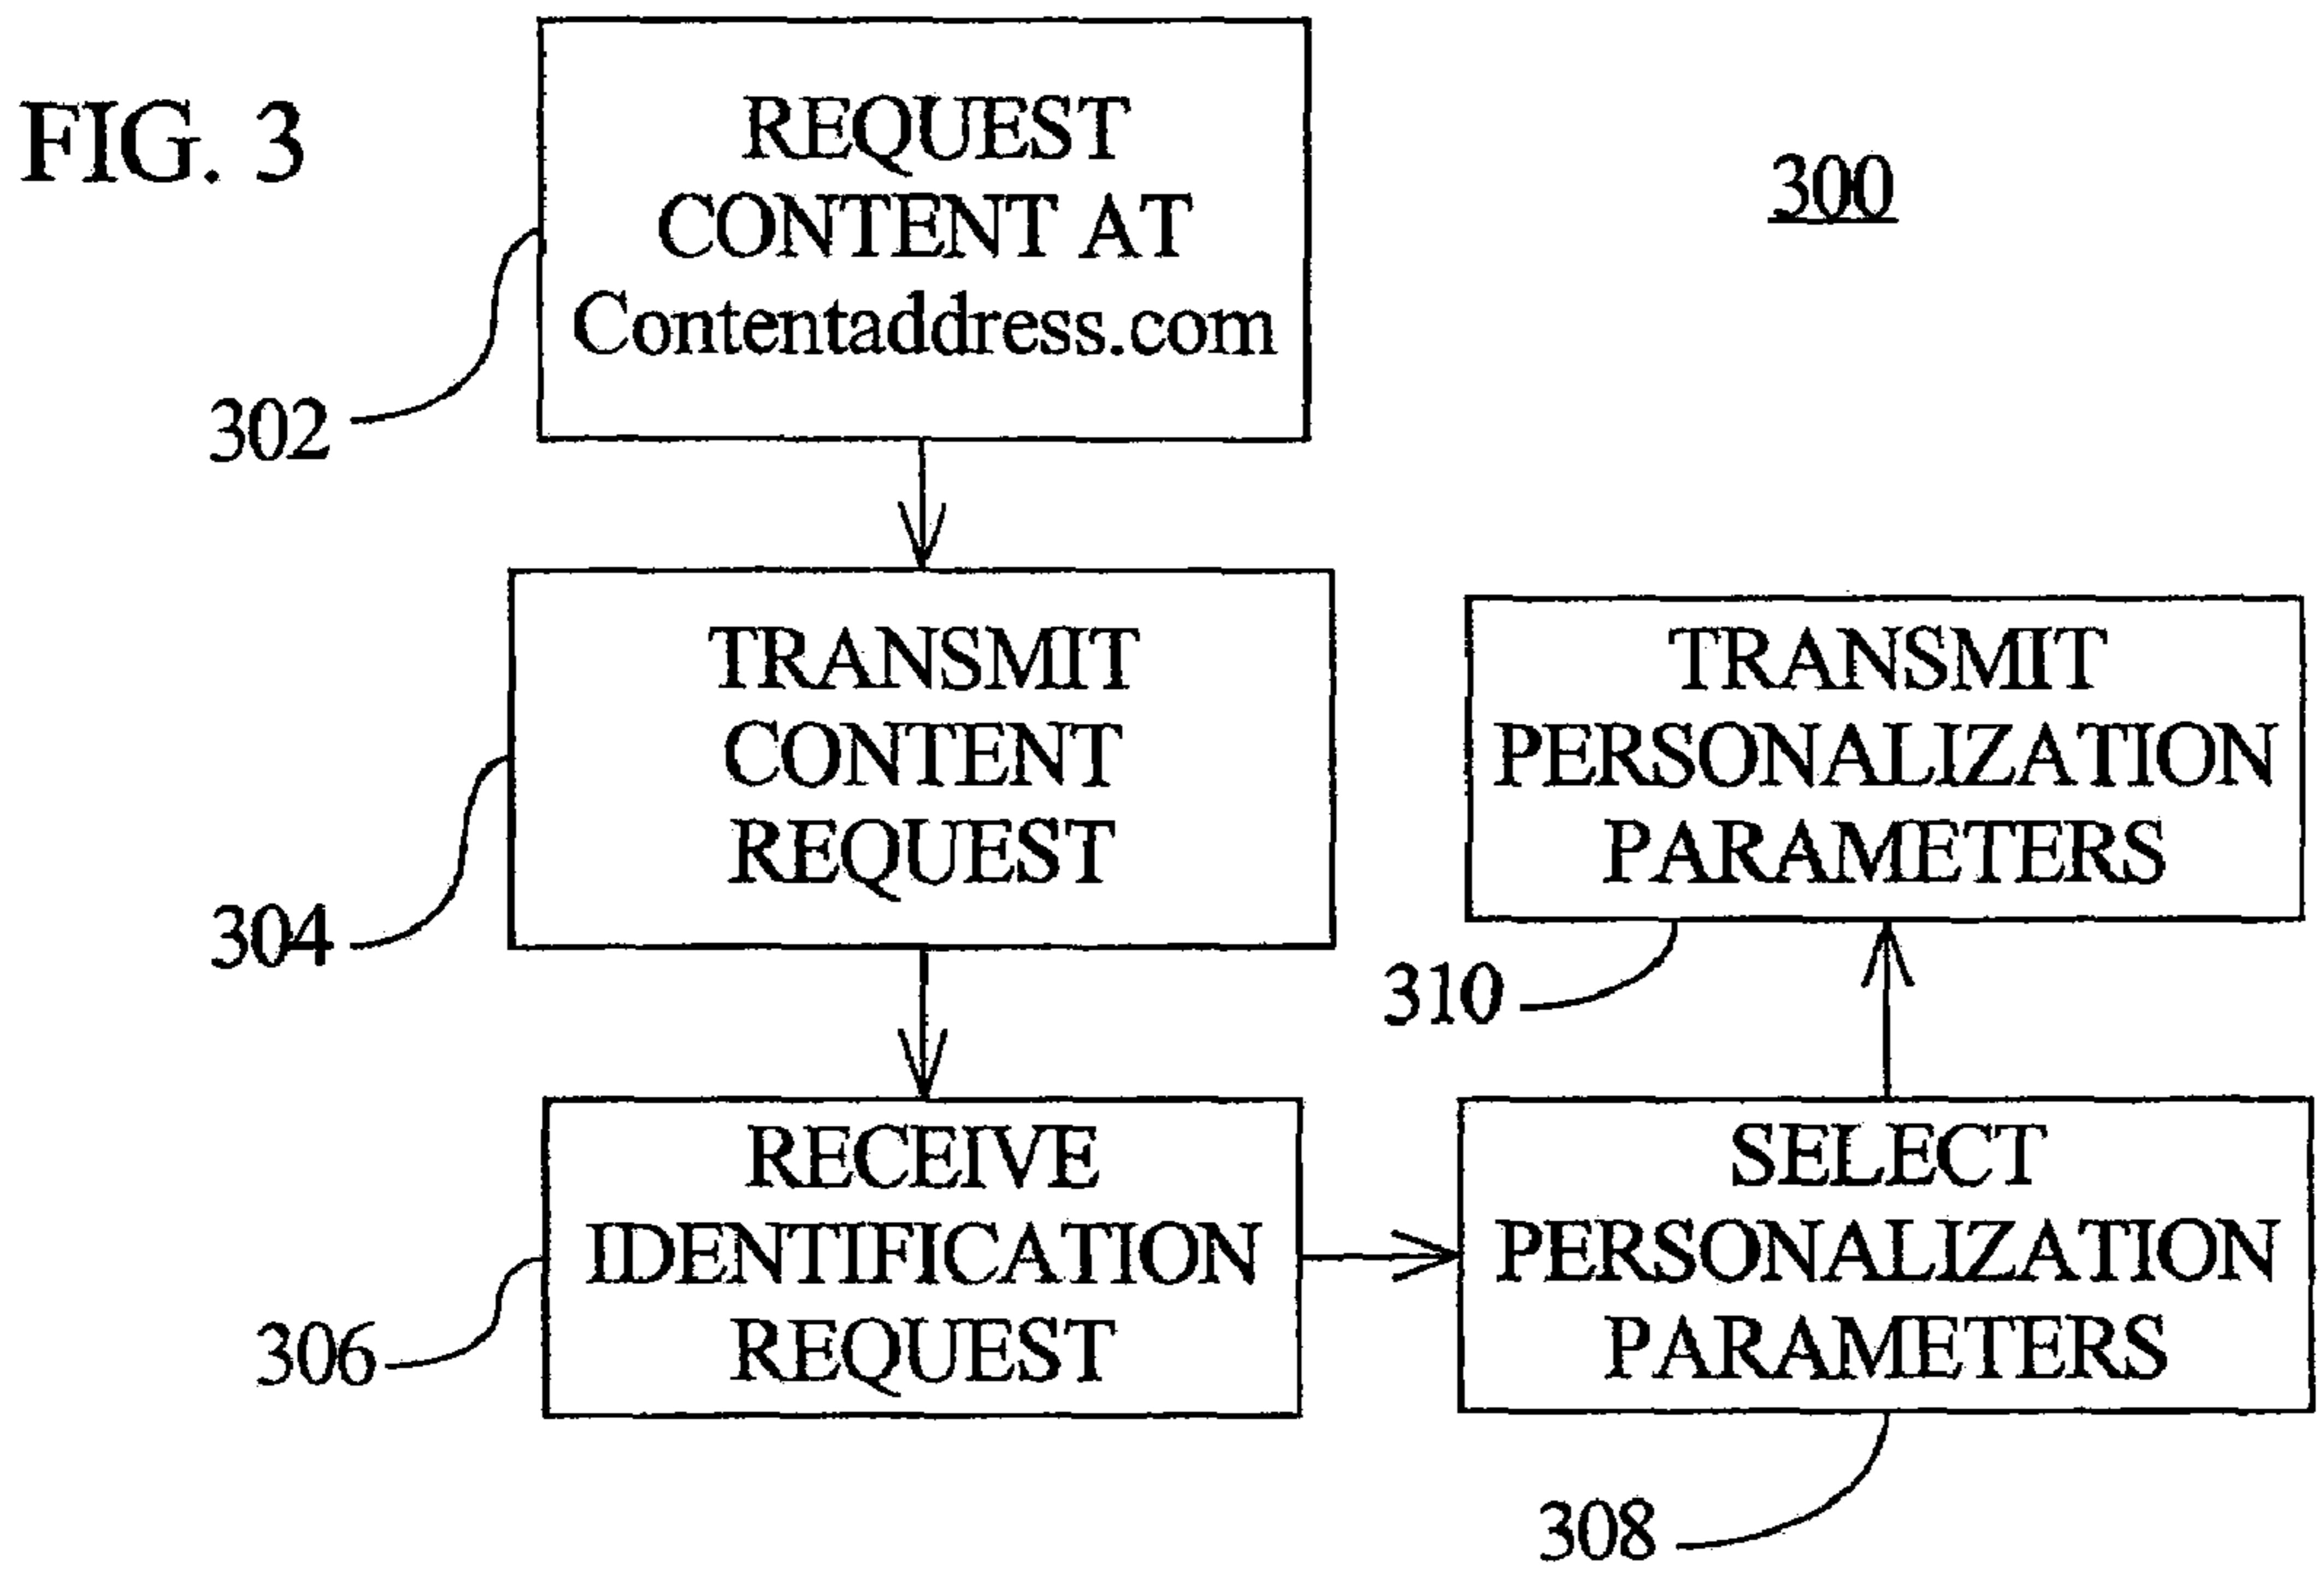 FIG. 3
300
REQUEST
CONTENT AT
Contentaddress.com
302
TRANSMIT
CONTENT
REQUEST
304
RECEIVE
IDENTIFICATION
REQUEST
306
SELECT
PERSONALIZATION
PARAMETERS
308
TRANSMIT
PERSONALIZATION
PARAMETERS
310